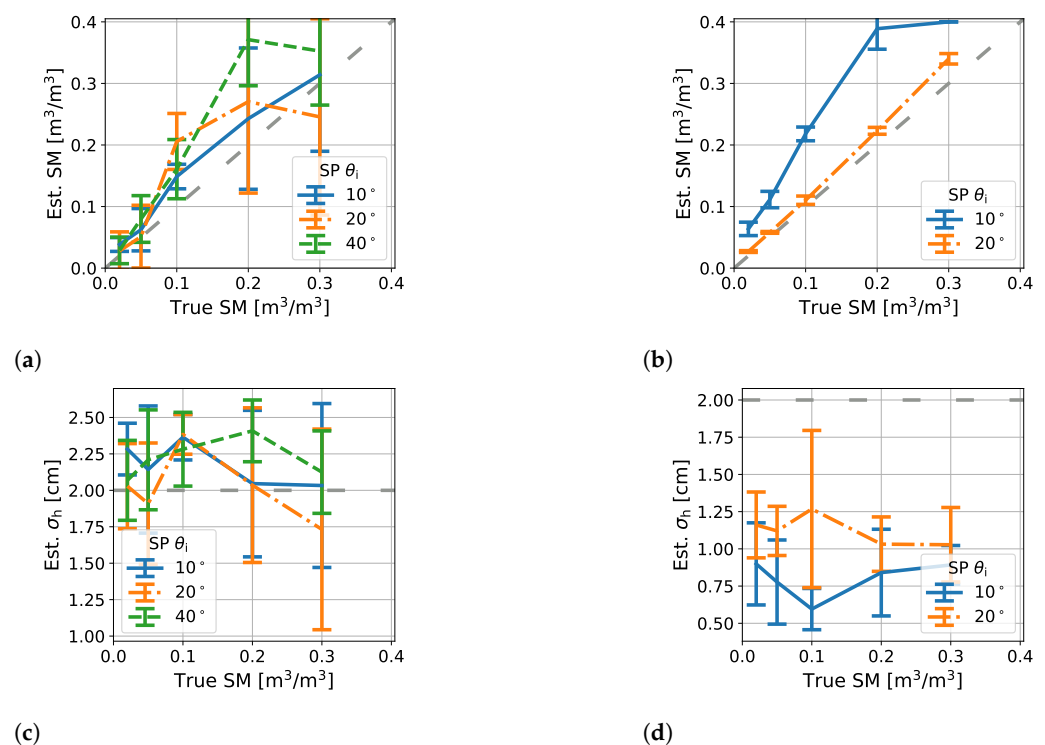 0.4
0.3
0.2
0.1
0.0
Est. SM [m³/m³]
0.0 0.1 0.2 0.3 0.4
True SM [m³/m³]
SP θi
10°
20°
40°
(a)
0.4
0.3
0.2
0.1
0.0
Est. SM [m³/m³]
0.0 0.1 0.2 0.3 0.4
True SM [m³/m³]
SP θi
10°
20°
(b)
2.50
2.25
2.00
1.75
1.50
1.25
1.00
Est. σh [cm]
0.0 0.1 0.2 0.3 0.4
True SM [m³/m³]
SP θi
10°
20°
40°
(c)
2.00
1.75
1.50
1.25
1.00
0.75
0.50
Est. σh [cm]
0.0 0.1 0.2 0.3 0.4
True SM [m³/m³]
SP θi
10°
20°
(d)